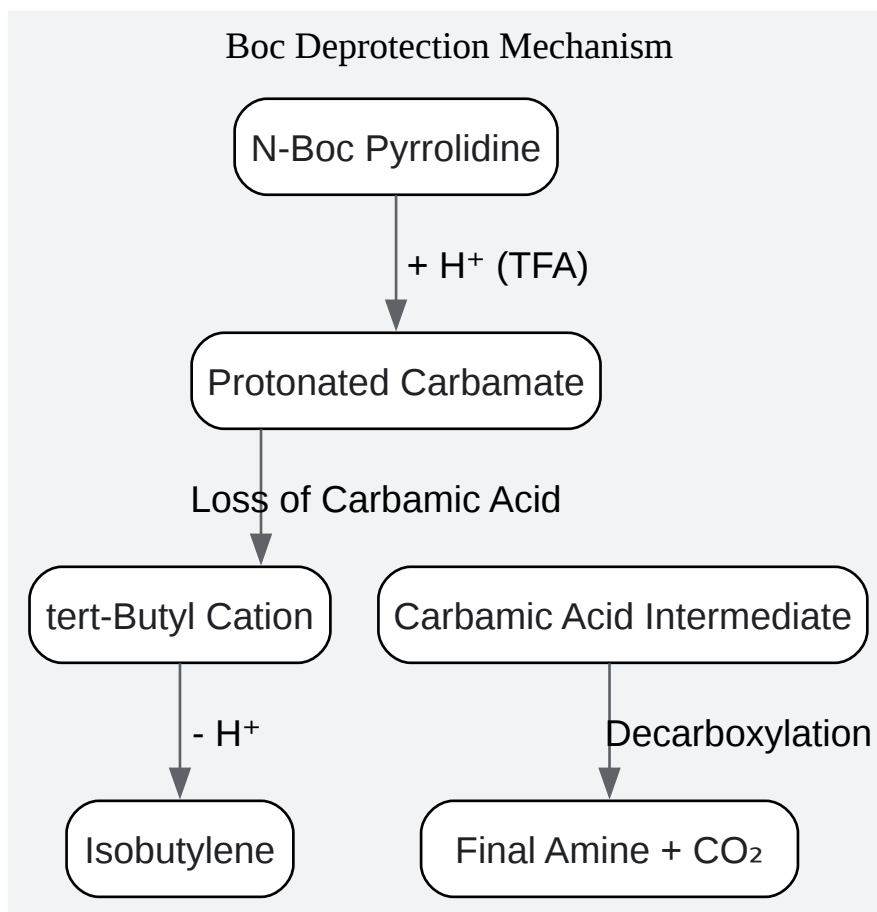 Boc Deprotection Mechanism
N-Boc Pyrrolidine
+ H⁺ (TFA)
Protonated Carbamate
Loss of Carbamic Acid
tert-Butyl Cation
Carbamic Acid Intermediate
- H⁺
Decarboxylation
Isobutylene
Final Amine + CO₂